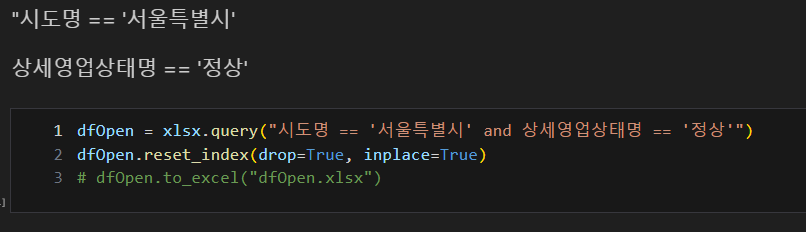 "시도명 == '서울특별시'
상세영업상태명 == '정상'
1 dfOpen = xlsx.query("시도명 == '서울특별시' and 상세영업상태명 == '정상'")
2 dfOpen.reset_index(drop=True, inplace=True)
3 # dfOpen.to_excel("dfOpen.xlsx")